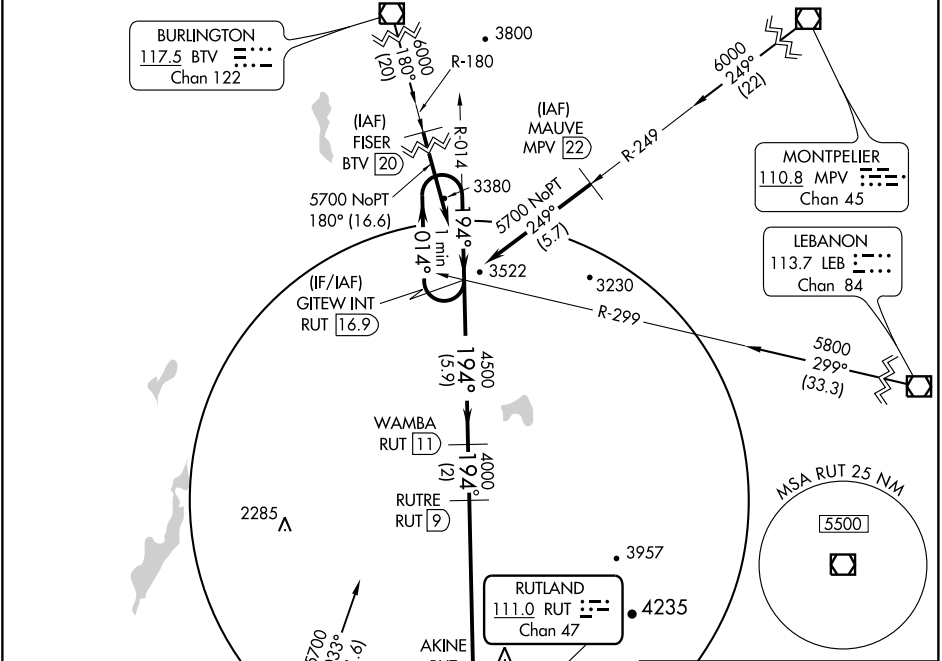 BURLINGTON
117.5 BTV
Chan 122
6000
180°
(20)
3800
R-180
6000
249°
(22)
(IAF)
FISER
BTV 20
R-014
(IAF)
MAUVE
MPV 22
R-249
MONTPELIER
110.8 MPV
Chan 45
5700 NoPT
180° (16.6)
3380
5700 NoPT
249°
(5.7)
194°
1 min
014°
LEBANON
113.7 LEB
Chan 84
(IF/IAF)
GITEW INT
RUT 16.9
3522
3230
R-299
5800
299°
(33.3)
4500
194°
(5.9)
WAMBA
RUT 11
4000
194°
(2)
RUTRE
RUT 9
2285
MSA RUT 25 NM
5500
3957
RUTLAND
111.0 RUT
Chan 47
4235
AKINE